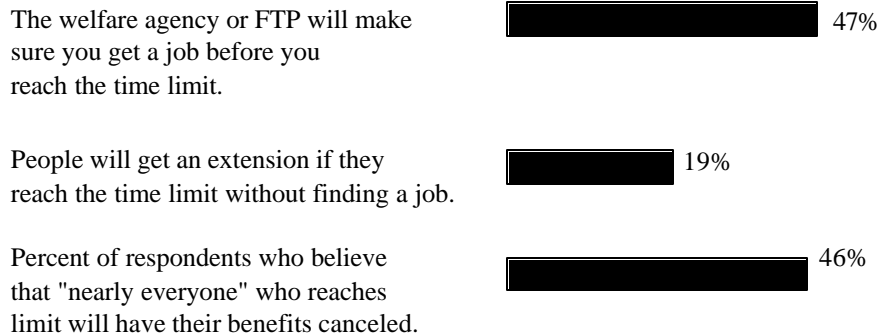 The welfare agency or FTP will make
47%
sure you get a job before you
reach the time limit.
People will get an extension if they
19%
reach the time limit without finding a job.
Percent of respondents who believe
46%
that "nearly everyone" who reaches
limit will have their benefits canceled.